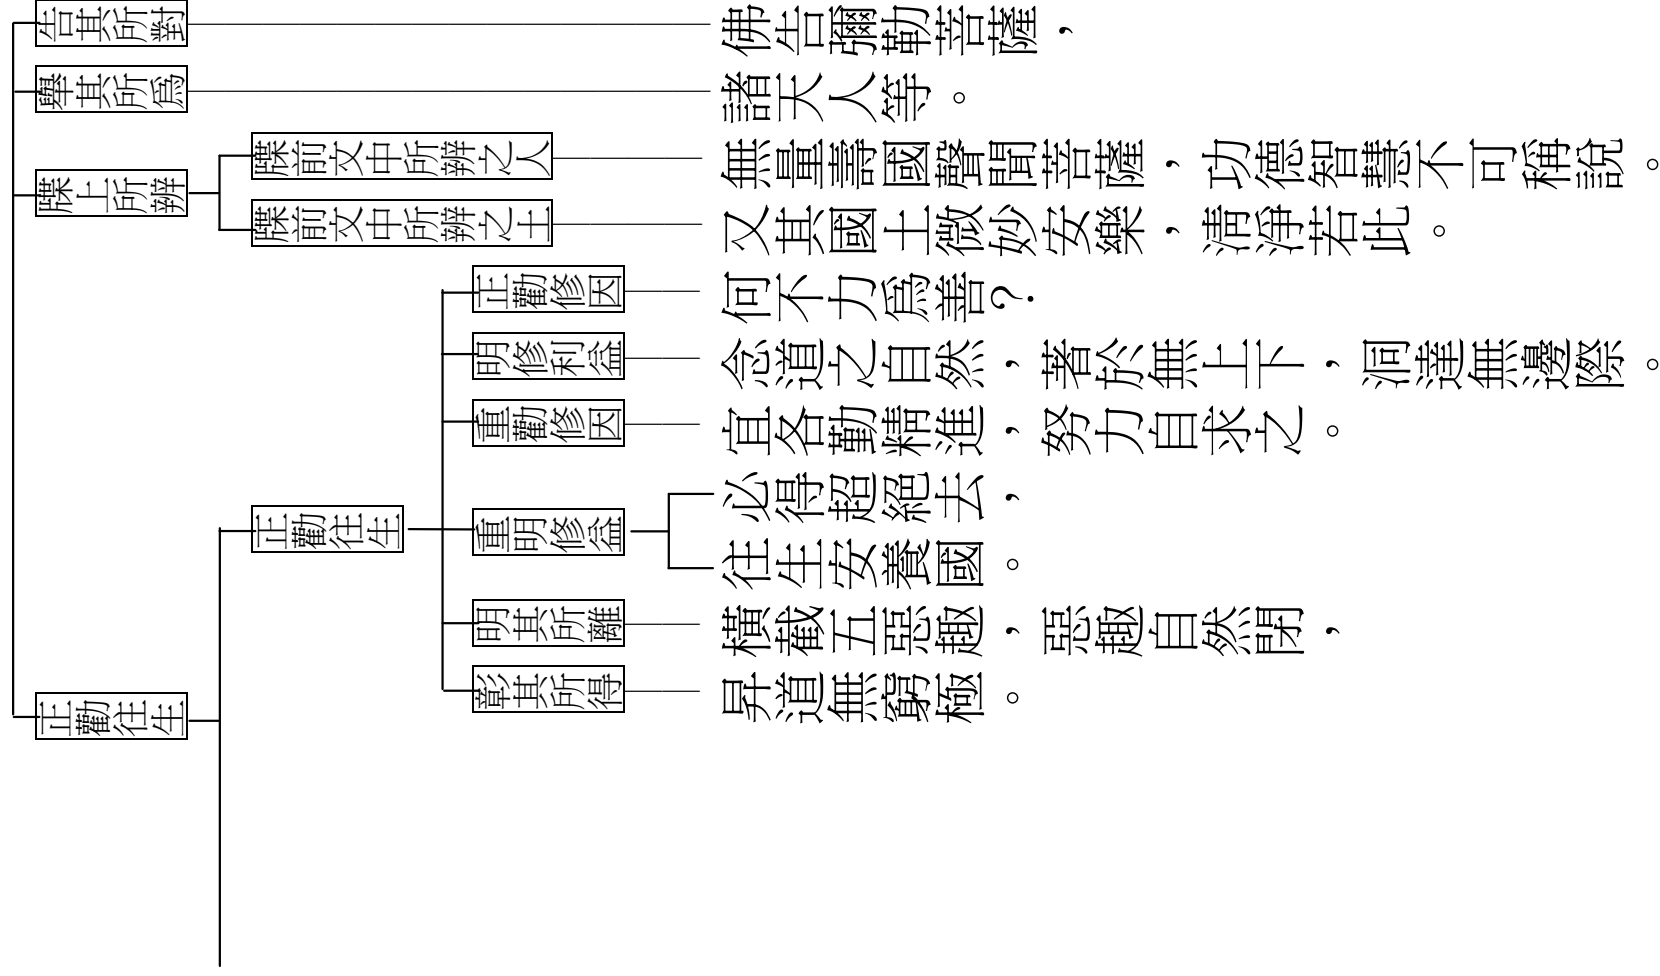 告其所對
佛告彌勒菩薩，
舉其所為
諸天人等。
牒上所辨
牒前文中所辨之人
無量壽國聲聞菩薩，功德智慧不可稱說。
牒前文中所辨之土
又其國土微妙安樂，清淨若此。
正勸修因
何不力為善？
明修利益
念道之自然，著於無上下，洞達無邊際。
重勸修因
宜各勤精進，努力自求之。
正勸往生
重明修益
必得超絕去，
往生安養國。
明其所離
橫截五惡趣，惡趣自然閉，
彰其所得
昇道無窮極。
正勸往生